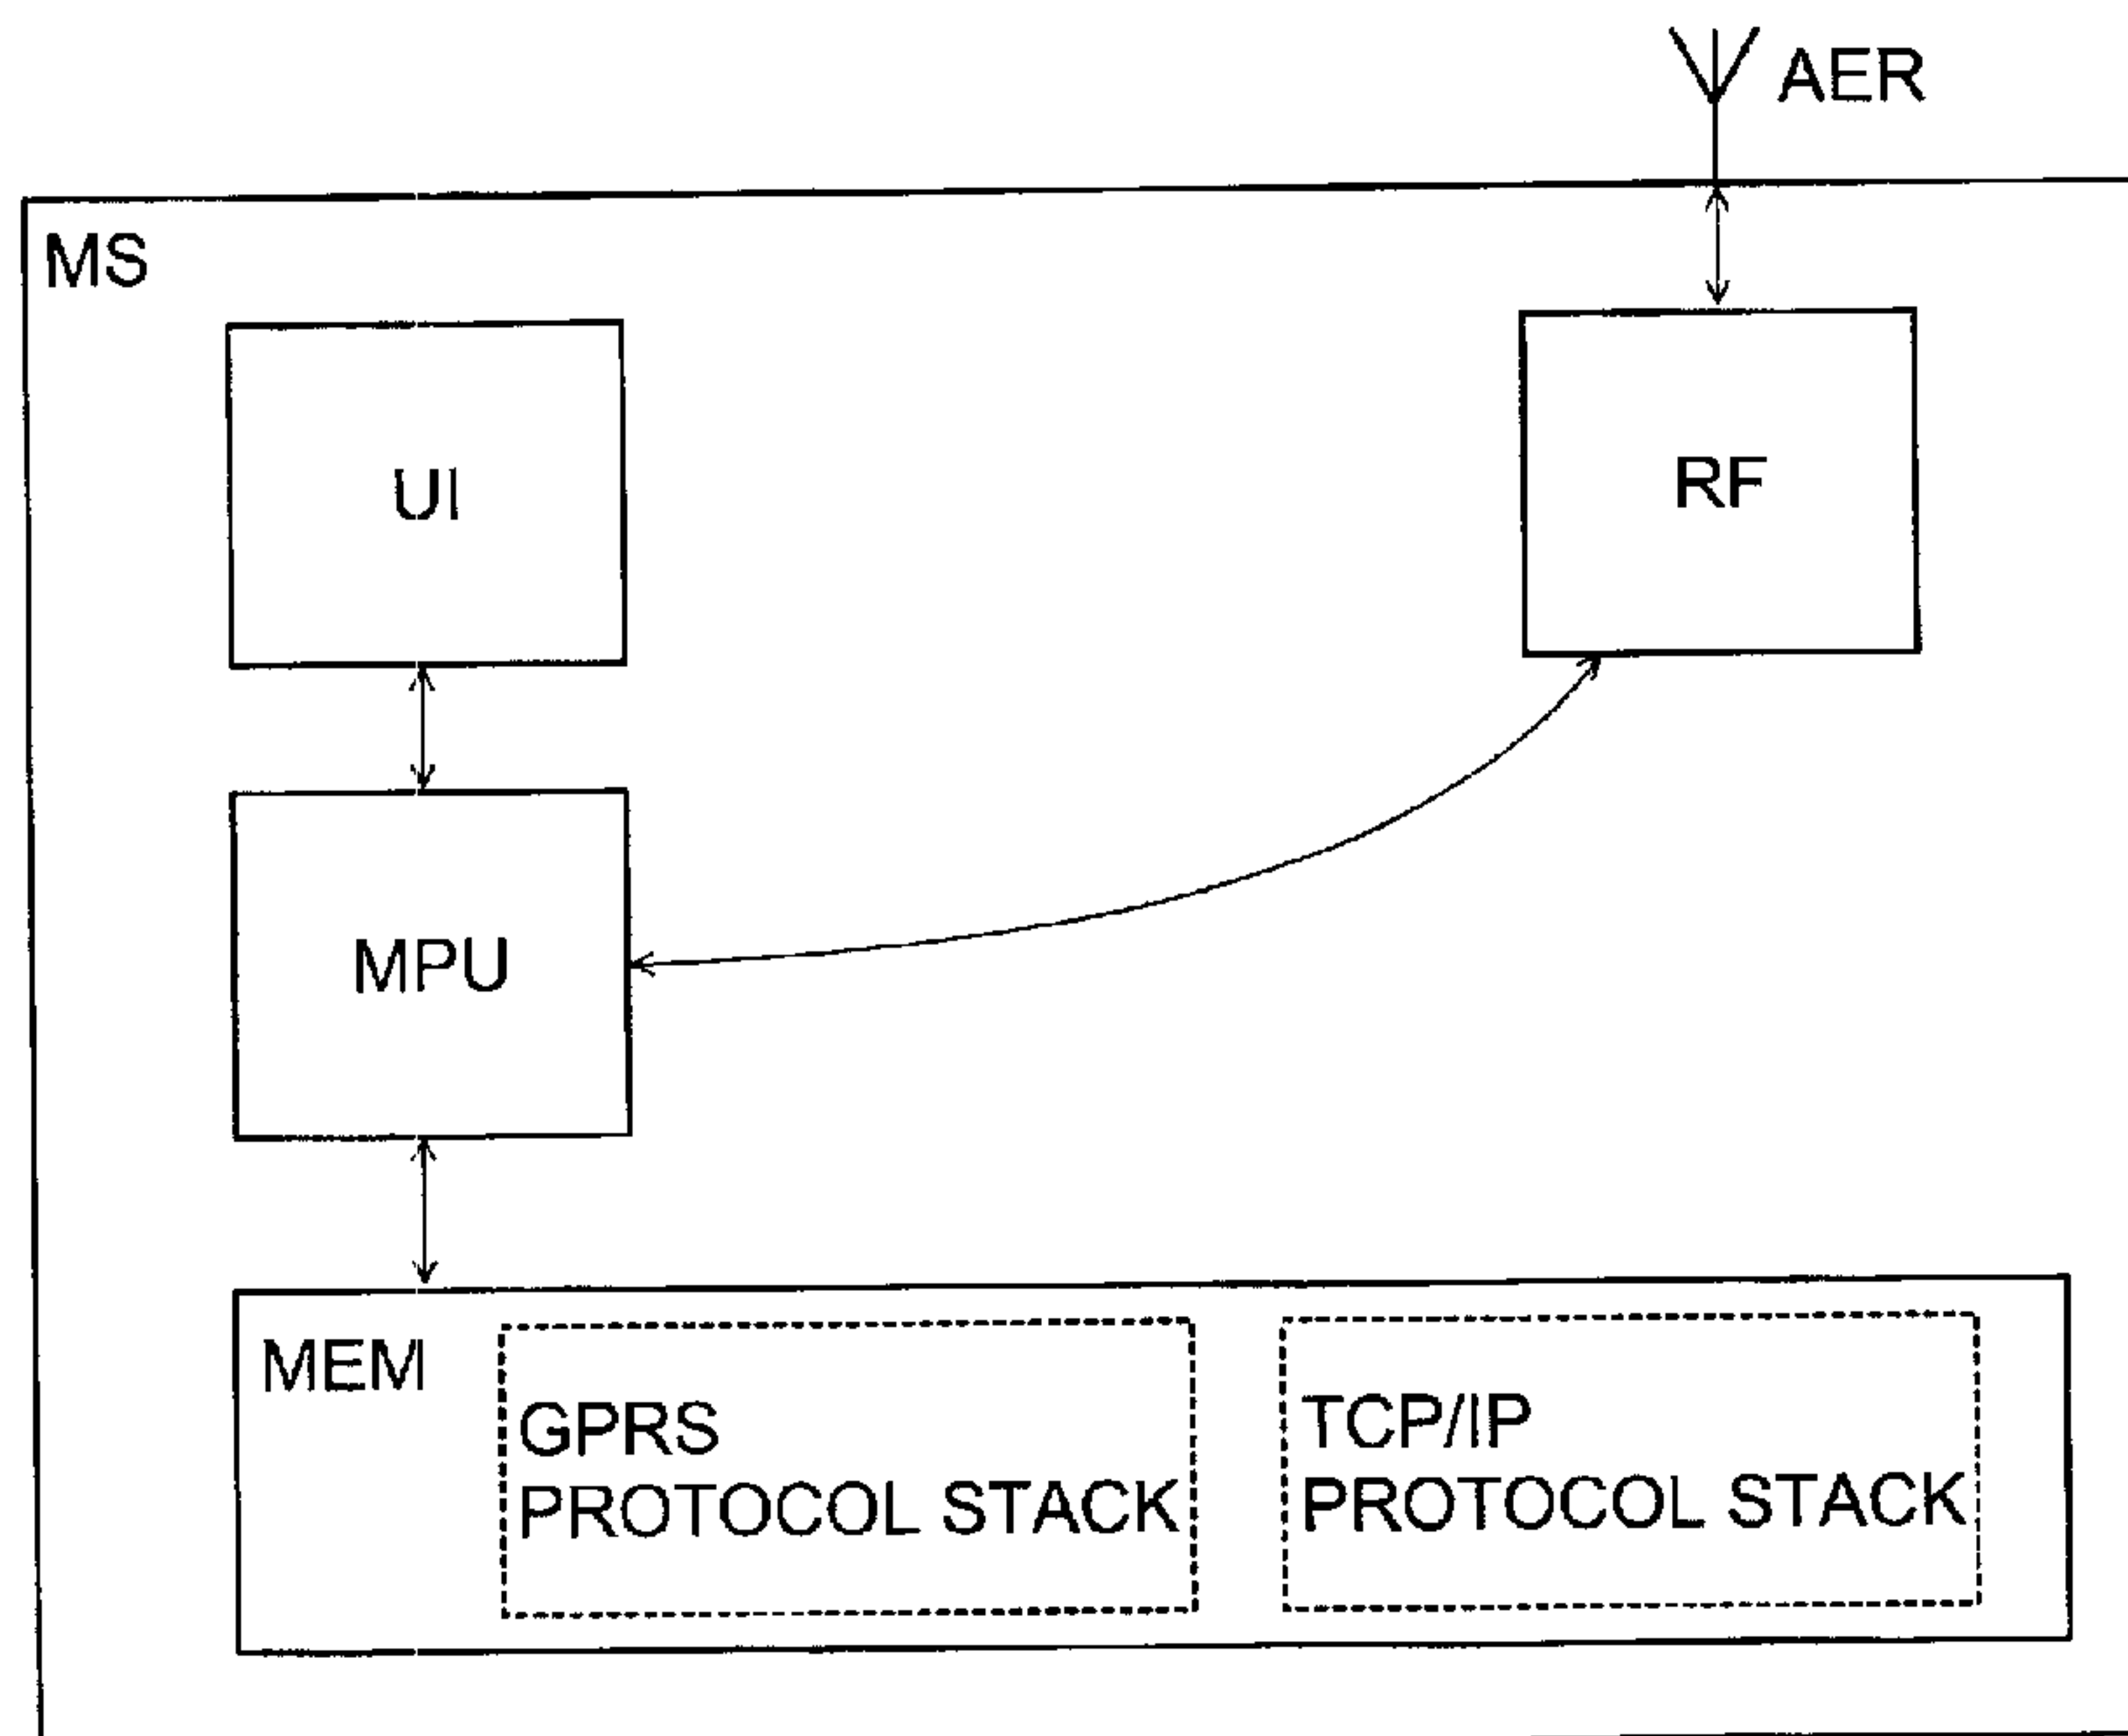 AER
MS
UI
RF
MPU
MEM
GPRS
PROTOCOL STACK
TCP/IP
PROTOCOL STACK